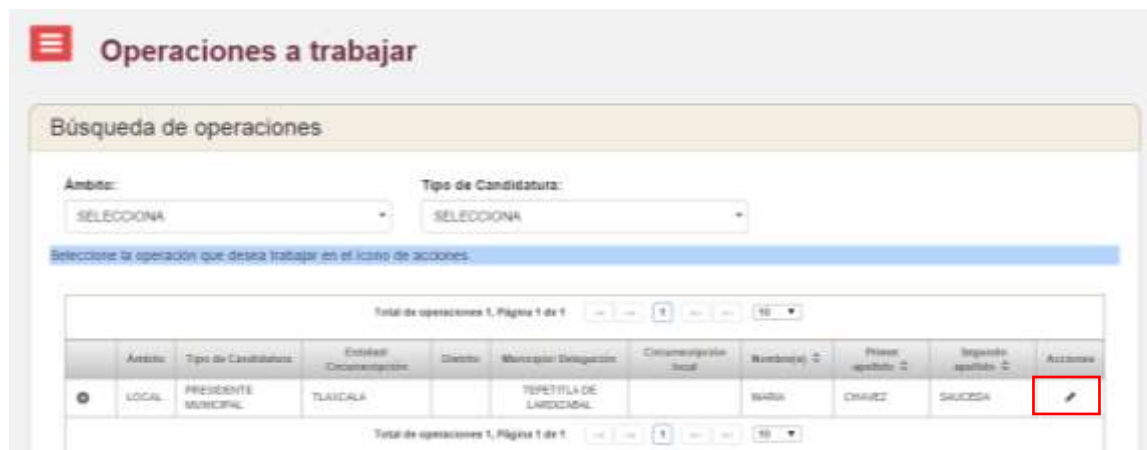 Operaciones a trabajar
Búsqueda de operaciones
Ámbito: Tipo de Candidatura:
SELECCIONA SELECCIONA
Seleccione la operación que desea trabajar en el icono de acciones.
Total de operaciones 1, Página 1 de 1 1 10
Ámbito Tipo de Candidatura Entidad/ Circunscripción Distrito Municipio/ Delegación Circunscripción local Nombre(s) Primer apellido Segundo apellido Acciones
LOCAL PRESIDENTE MUNICIPAL TLAXCALA TEPETITLA DE LARDIZABAL MARIA CHAVEZ SAUCEDA
Total de operaciones 1, Página 1 de 1 1 10